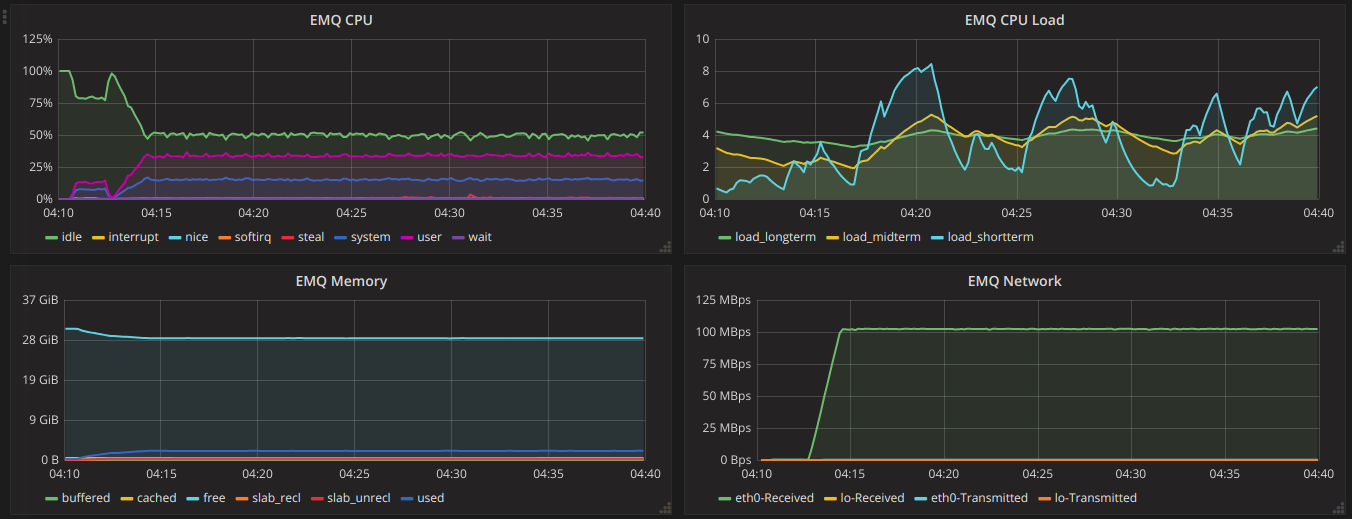 EMQ CPU
125%
100%
75%
50%
25%
0%
04:10 04:15 04:20 04:25 04:30 04:35 04:40
idle interrupt nice softirq steal system user wait
EMQ CPU Load
10
8
6
4
2
0
04:10 04:15 04:20 04:25 04:30 04:35 04:40
load_longterm load_midterm load_shortterm
EMQ Memory
37 GiB
28 GiB
19 GiB
9 GiB
0 B
04:10 04:15 04:20 04:25 04:30 04:35 04:40
buffered cached free slab_recl slab_unrecl used
EMQ Network
125 MBps
100 MBps
75 MBps
50 MBps
25 MBps
0 Bps
04:10 04:15 04:20 04:25 04:30 04:35 04:40
eth0-Received lo-Received eth0-Transmitted lo-Transmitted